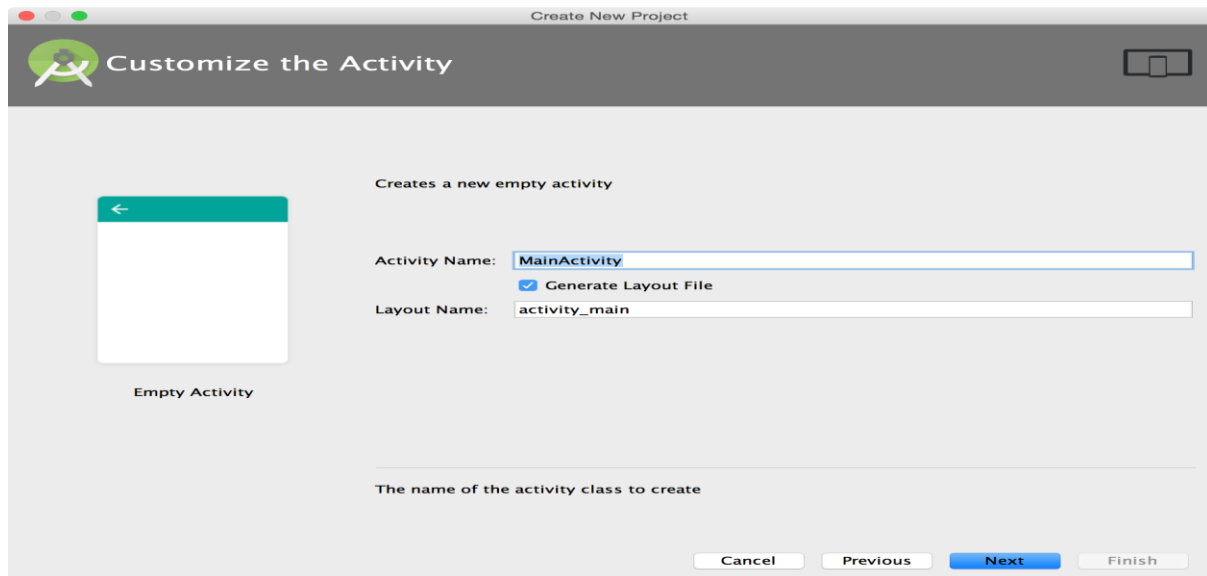 Create New Project
Customize the Activity
Creates a new empty activity
Activity Name: MainActivity
Generate Layout File
Layout Name: activity_main
Empty Activity
The name of the activity class to create
Cancel Previous Next Finish